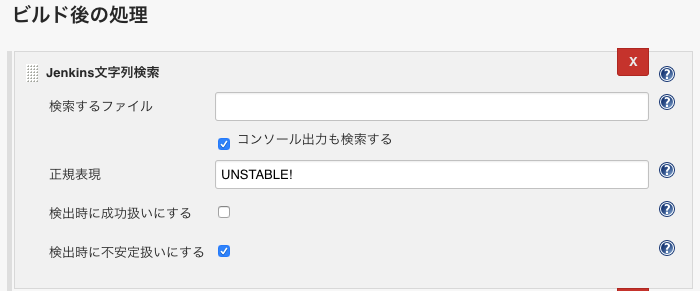 ビルド後の処理
Jenkins文字列検索
X
?
検索するファイル
?
コンソール出力も検索する
正規表現
UNSTABLE!
?
検出時に成功扱いにする
?
検出時に不安定扱いにする
?